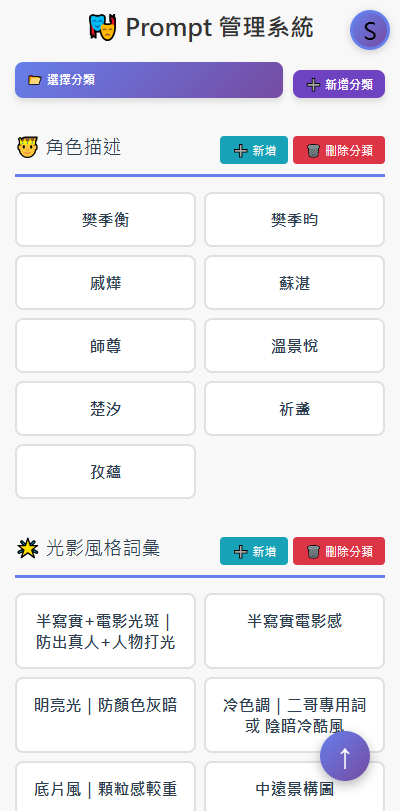 Prompt 管理系統
S
選擇分類
新增分類
角色描述
新增
刪除分類
樊季衡
樊季昀
戚燁
蘇湛
師尊
溫景悅
楚汐
祈盞
孜蘊
光影風格詞彙
新增
刪除分類
半寫實+電影光斑 |
防出真人+人物打光
半寫實電影感
明亮光 | 防顏色灰暗
冷色調 | 二哥專用詞
或 陰暗冷酷風
底片風 | 顆粒感較重
中遠景構圖